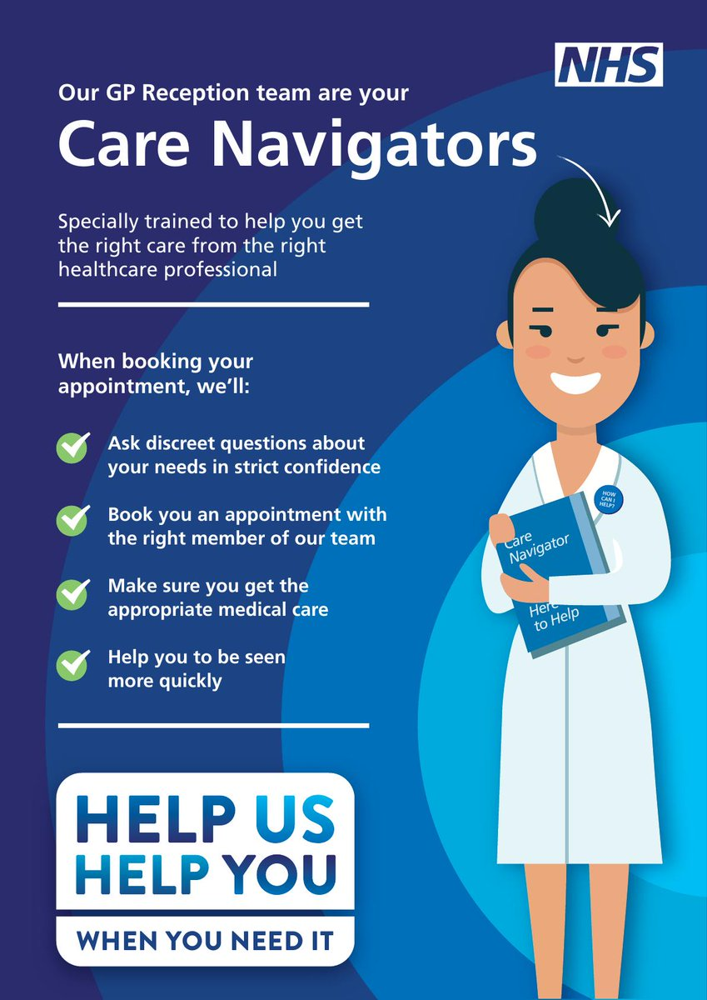 NHS
Our GP Reception team are your
Care Navigators
Specially trained to help you get
the right care from the right
healthcare professional
When booking your
appointment, we'll:
Ask discreet questions about
your needs in strict confidence
Book you an appointment with
the right member of our team
Make sure you get the
appropriate medical care
Help you to be seen
more quickly
HOW
CAN I
HELP?
Care
Navigator
Here
to Help
HELP US
HELP YOU
WHEN YOU NEED IT